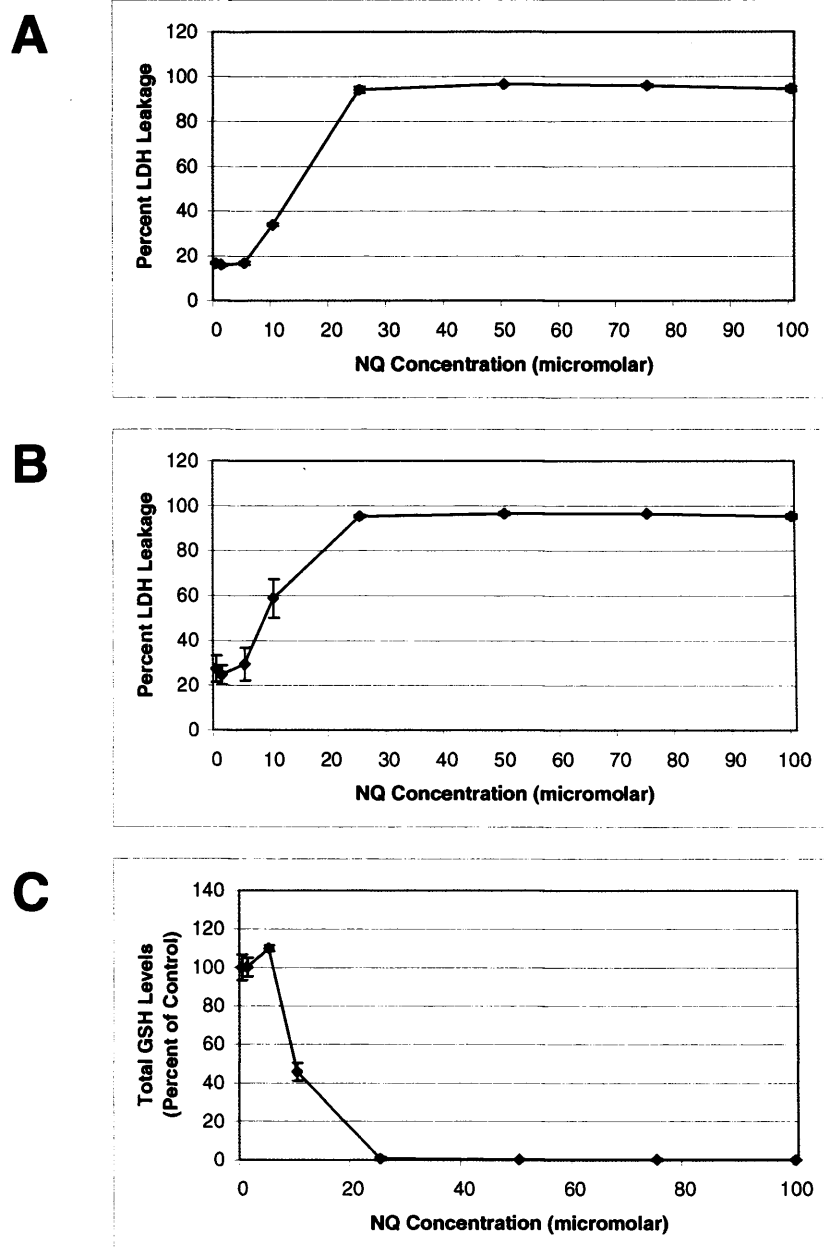 A
120
100
80
60
40
20
0
Percent LDH Leakage
0 10 20 30 40 50 60 70 80 90 100
NQ Concentration (micromolar)
B
120
100
80
60
40
20
0
Percent LDH Leakage
0 10 20 30 40 50 60 70 80 90 100
NQ Concentration (micromolar)
C
140
120
100
80
60
40
20
0
Total GSH Levels
(Percent of Control)
0 20 40 60 80 100
NQ Concentration (micromolar)